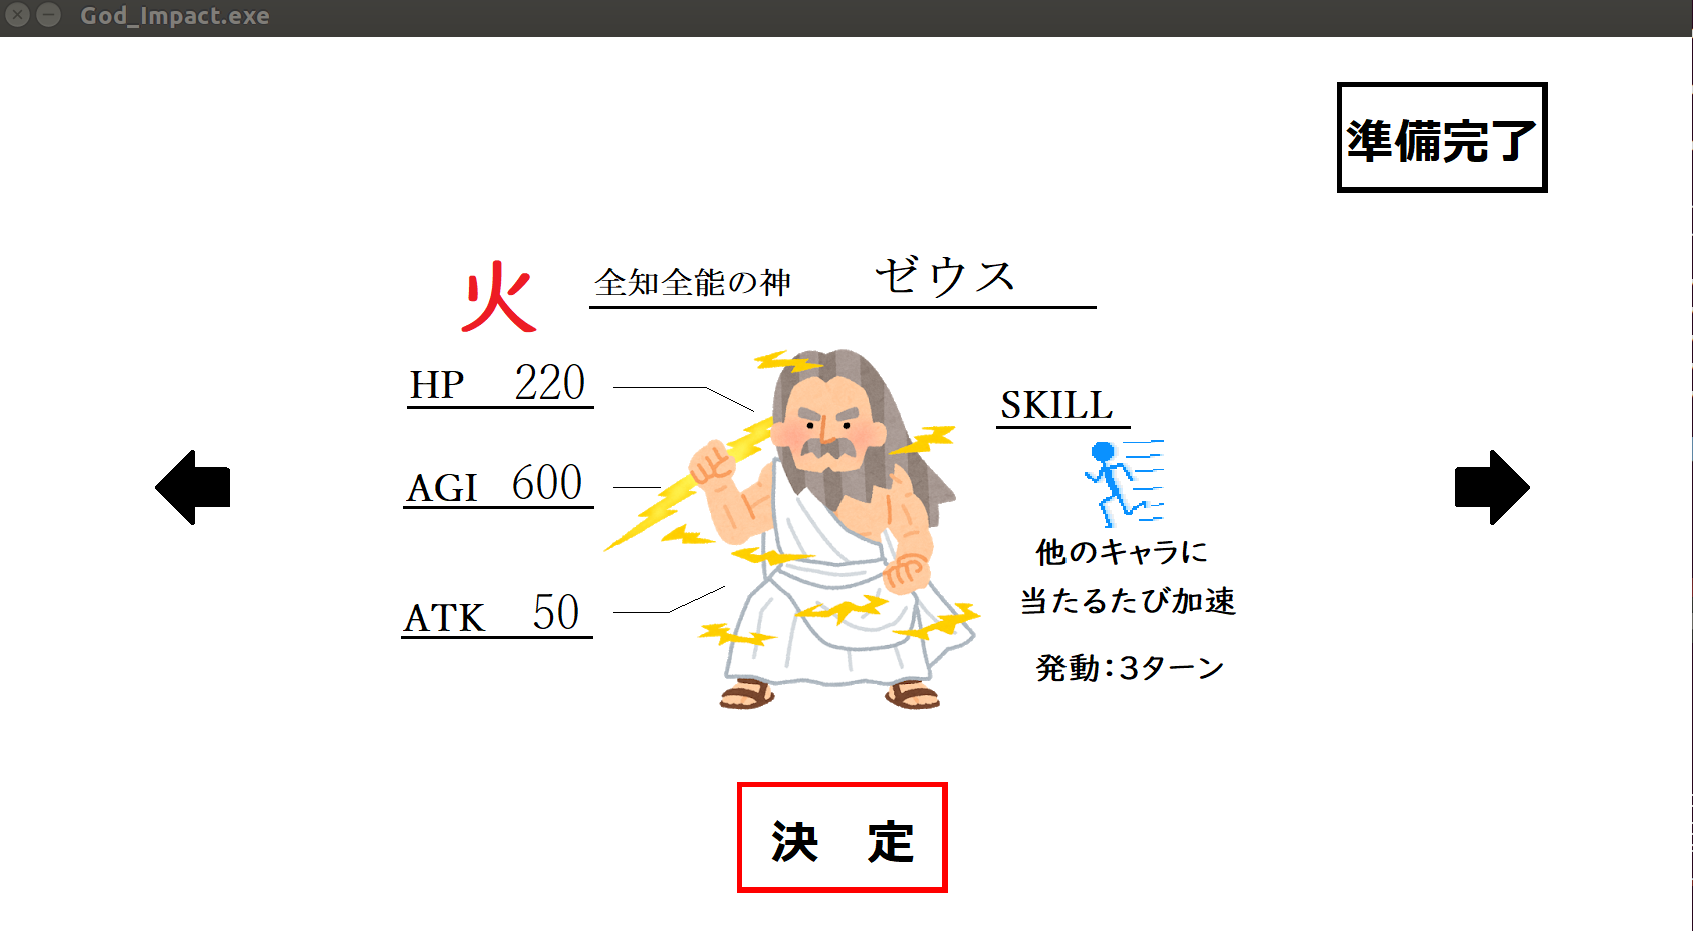 God_Impact.exe
準備完了
火
全知全能の神 ゼウス
HP 220
AGI 600
ATK 50
SKILL
他のキャラに
当たるたび加速
発動:3ターン
決 定